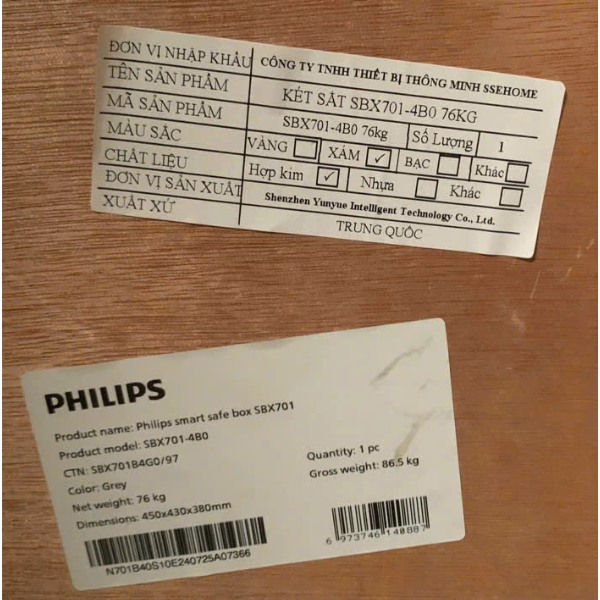 ĐƠN VỊ NHẬP KHẨU CÔNG TY TNHH THIẾT BỊ THÔNG MINH SSEHOME
TÊN SẢN PHẨM KÉT SẮT SBX701-4B0 76KG
MÃ SẢN PHẨM SBX701-4B0 76kg Số Lượng 1
MÀU SẮC VÀNG XÁM ✓ BẠC Khác
CHẤT LIỆU Hợp kim ✓ Nhựa Khác
ĐƠN VỊ SẢN XUẤT Shenzhen Yunyue Intelligent Technology Co., Ltd.
XUẤT XỨ TRUNG QUỐC
PHILIPS
Product name: Philips smart safe box SBX701
Product model: SBX701-4B0
CTN: SBX701B4G0/97
Color: Grey
Net weight: 76 kg
Dimensions: 450x430x380mm
Quantity: 1 pc
Gross weight: 86.5 kg
N701B40S10E240725A07366
6 973746 140887